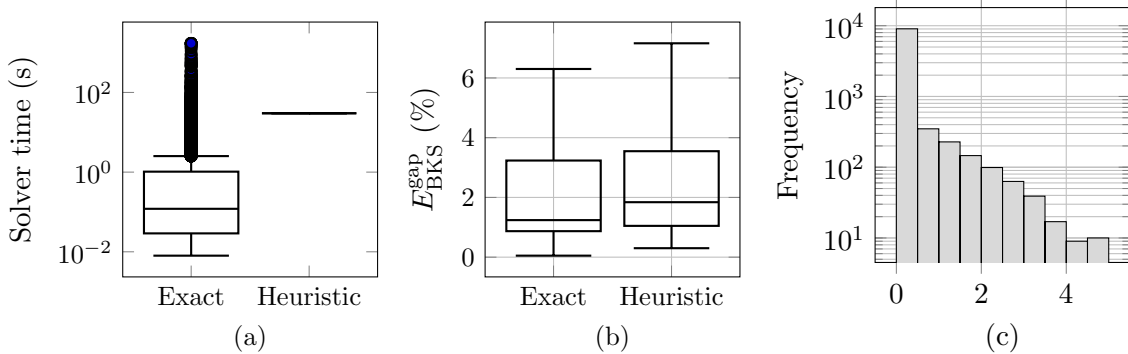 Solver time (s)
10^2
10^0
10^−2
Exact
Heuristic
(a)
E^gap_BKS (%)
6
4
2
0
Exact
Heuristic
(b)
Frequency
10^4
10^3
10^2
10^1
0
2
4
(c)